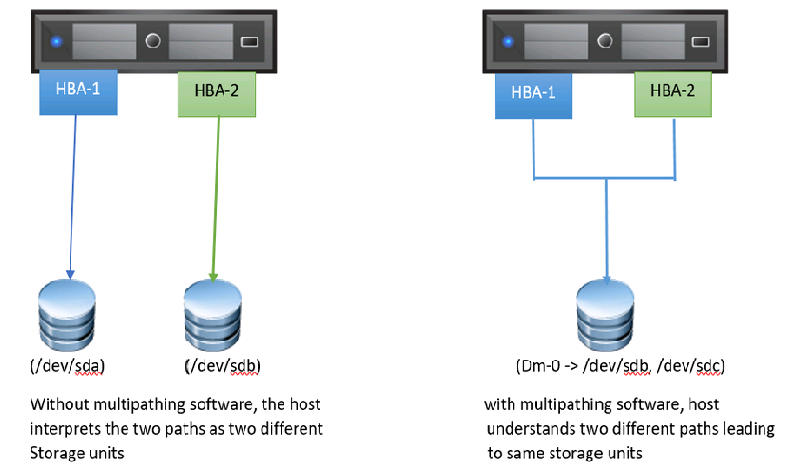 HBA-1
HBA-2
(/dev/sda)
(/dev/sdb)
Without multipathing software, the host
interprets the two paths as two different
Storage units
HBA-1
HBA-2
(Dm-0 -> /dev/sdb, /dev/sdc)
with multipathing software, host
understands two different paths leading
to same storage units